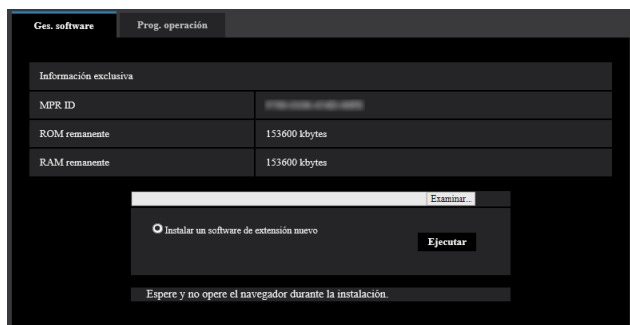 Ges. software
Prog. operación
Información exclusiva
MPR ID
ROM remanente
153600 kbytes
RAM remanente
153600 kbytes
Examinar...
Instalar un software de extensión nuevo
Ejecutar
Espere y no opere el navegador durante la instalación.